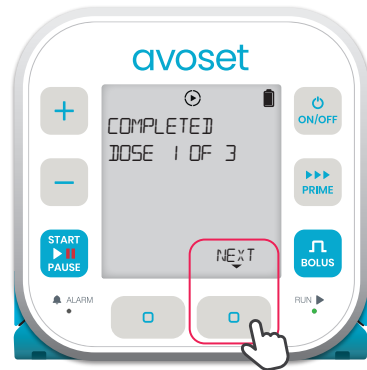 avoset
ON/OFF
COMPLETED
DOSE 1 OF 3
PRIME
START
PAUSE
NEXT
BOLUS
ALARM
RUN